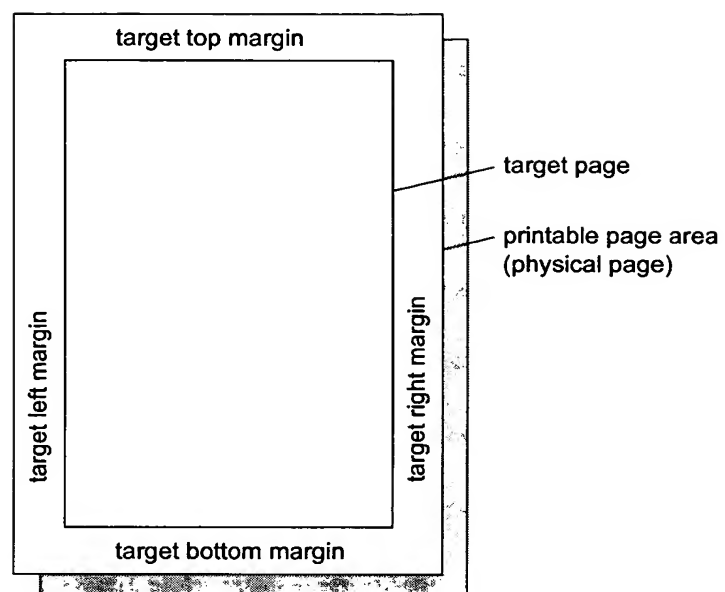 target top margin
target page
printable page area
(physical page)
target left margin
target right margin
target bottom margin